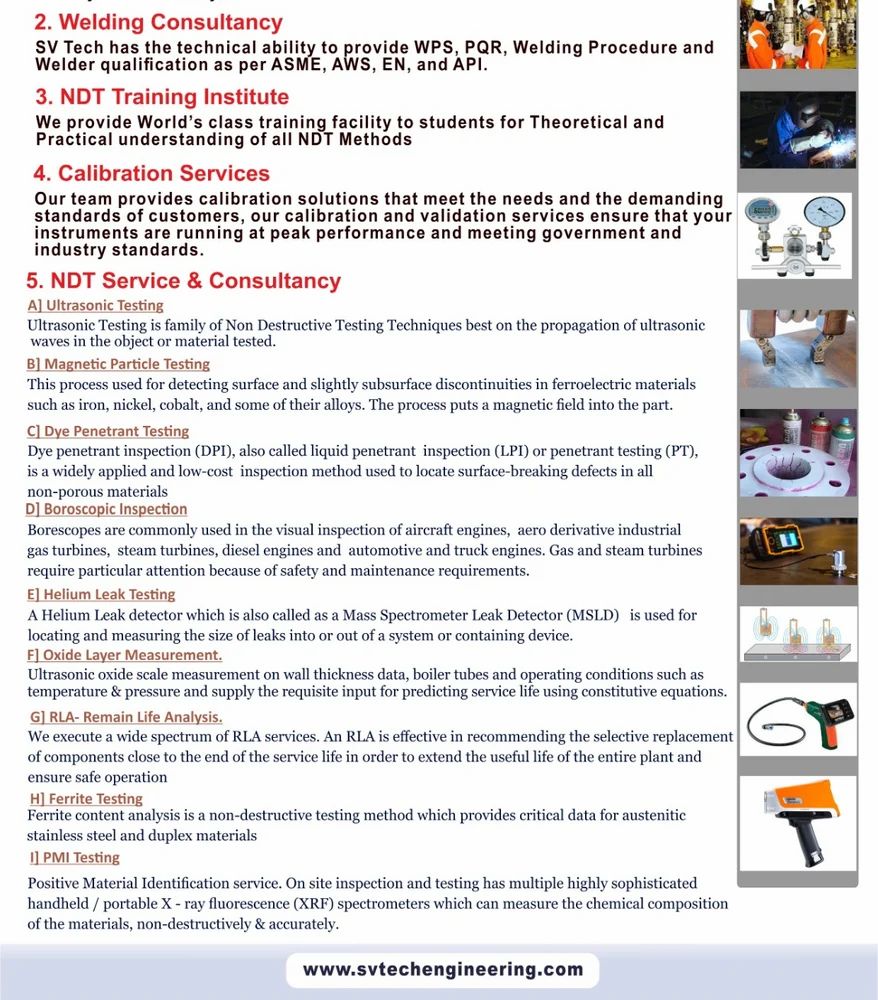 2. Welding Consultancy
SV Tech has the technical ability to provide WPS, PQR, Welding Procedure and
Welder qualification as per ASME, AWS, EN, and API.
3. NDT Training Institute
We provide World's class training facility to students for Theoretical and
Practical understanding of all NDT Methods
4. Calibration Services
Our team provides calibration solutions that meet the needs and the demanding
standards of customers, our calibration and validation services ensure that your
instruments are running at peak performance and meeting government and
industry standards.
5. NDT Service & Consultancy
A] Ultrasonic Testing
Ultrasonic Testing is family of Non Destructive Testing Techniques best on the propagation of ultrasonic
waves in the object or material tested.
B] Magnetic Particle Testing
This process used for detecting surface and slightly subsurface discontinuities in ferroelectric materials
such as iron, nickel, cobalt, and some of their alloys. The process puts a magnetic field into the part.
C] Dye Penetrant Testing
Dye penetrant inspection (DPI), also called liquid penetrant inspection (LPI) or penetrant testing (PT),
is a widely applied and low-cost inspection method used to locate surface-breaking defects in all
non-porous materials
D] Boroscopic Inspection
Borescopes are commonly used in the visual inspection of aircraft engines, aero derivative industrial
gas turbines, steam turbines, diesel engines and automotive and truck engines. Gas and steam turbines
require particular attention because of safety and maintenance requirements.
E] Helium Leak Testing
A Helium Leak detector which is also called as a Mass Spectrometer Leak Detector (MSLD) is used for
locating and measuring the size of leaks into or out of a system or containing device.
F] Oxide Layer Measurement.
Ultrasonic oxide scale measurement on wall thickness data, boiler tubes and operating conditions such as
temperature & pressure and supply the requisite input for predicting service life using constitutive equations.
G] RLA- Remain Life Analysis.
We execute a wide spectrum of RLA services. An RLA is effective in recommending the selective replacement
of components close to the end of the service life in order to extend the useful life of the entire plant and
ensure safe operation
H] Ferrite Testing
Ferrite content analysis is a non-destructive testing method which provides critical data for austenitic
stainless steel and duplex materials
I] PMI Testing
Positive Material Identification service. On site inspection and testing has multiple highly sophisticated
handheld / portable X - ray fluorescence (XRF) spectrometers which can measure the chemical composition
of the materials, non-destructively & accurately.
www.svtechengineering.com